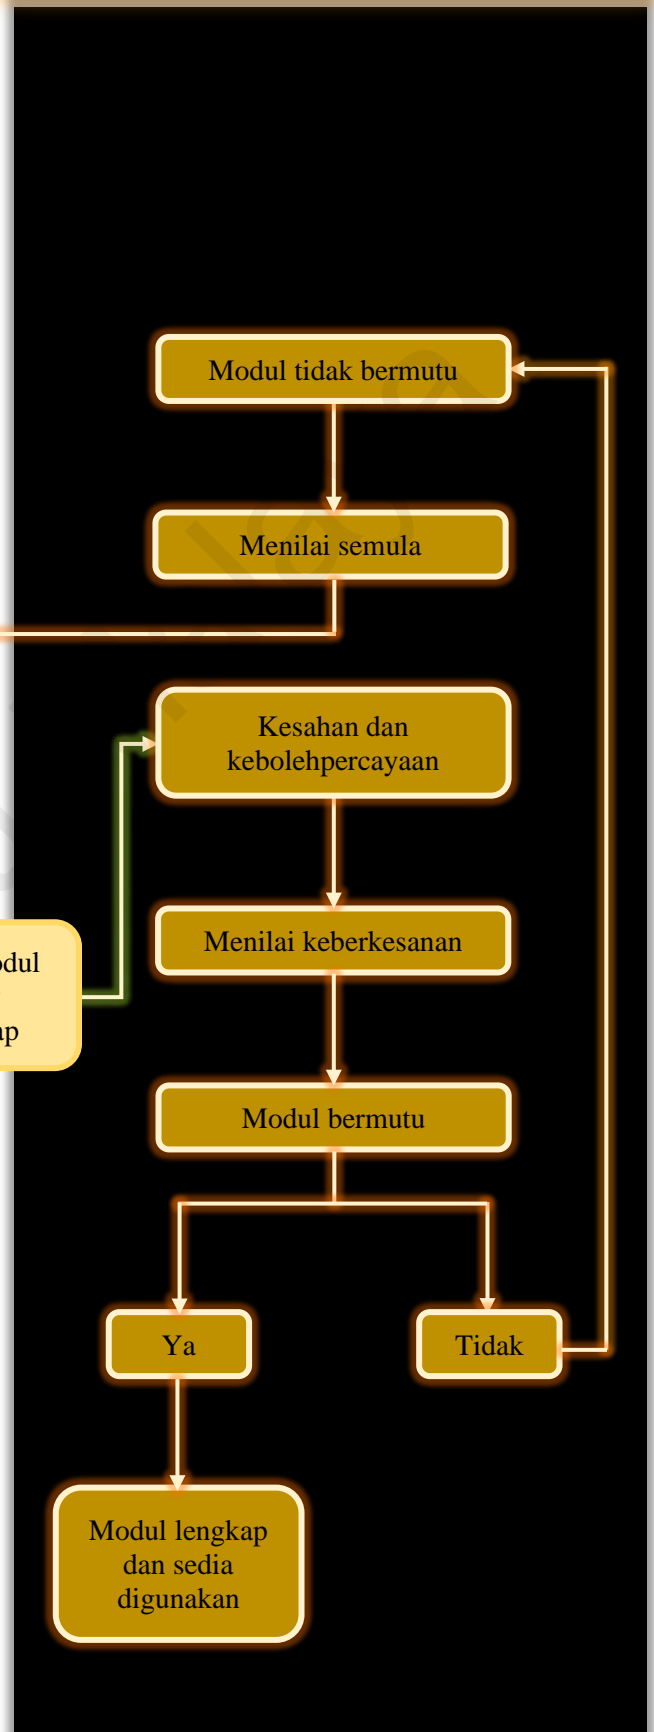 Modul tidak bermutu
Menilai semula
Kesahan dan
kebolehpercayaan
Menilai keberkesanan
Modul bermutu
Ya
Tidak
Modul lengkap
dan sedia
digunakan